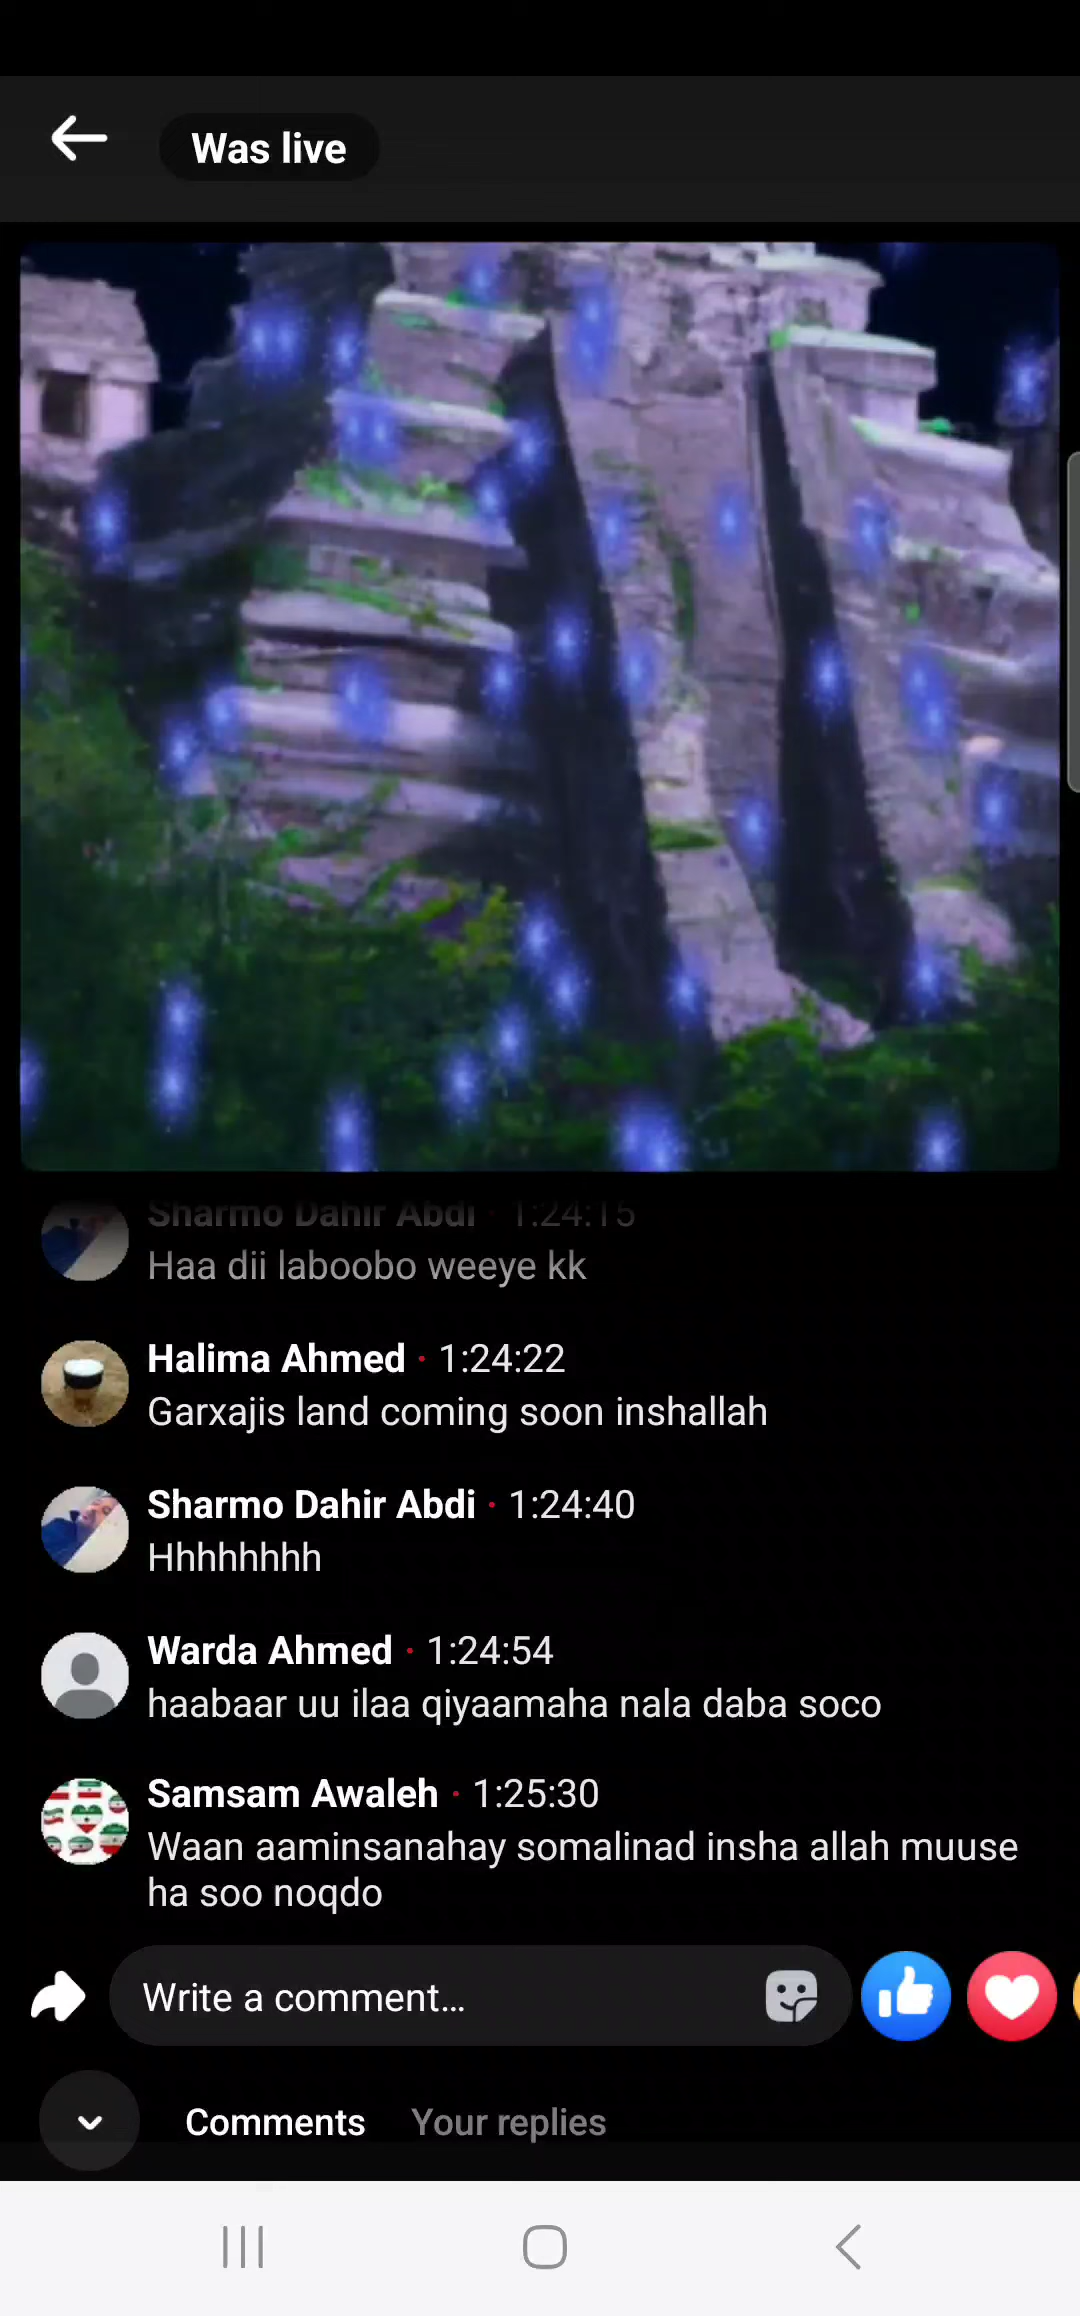 Was live
Sharmo Dahir Abdi · 1:24:15
Haa dii laboobo weeye kk
Halima Ahmed · 1:24:22
Garxajis land coming soon inshallah
Sharmo Dahir Abdi · 1:24:40
Hhhhhhhh
Warda Ahmed · 1:24:54
haabaar uu ilaa qiyaamaha nala daba soco
Samsam Awaleh · 1:25:30
Waan aaminsanahay somalinad insha allah muuse
ha soo noqdo
Write a comment...
Comments Your replies